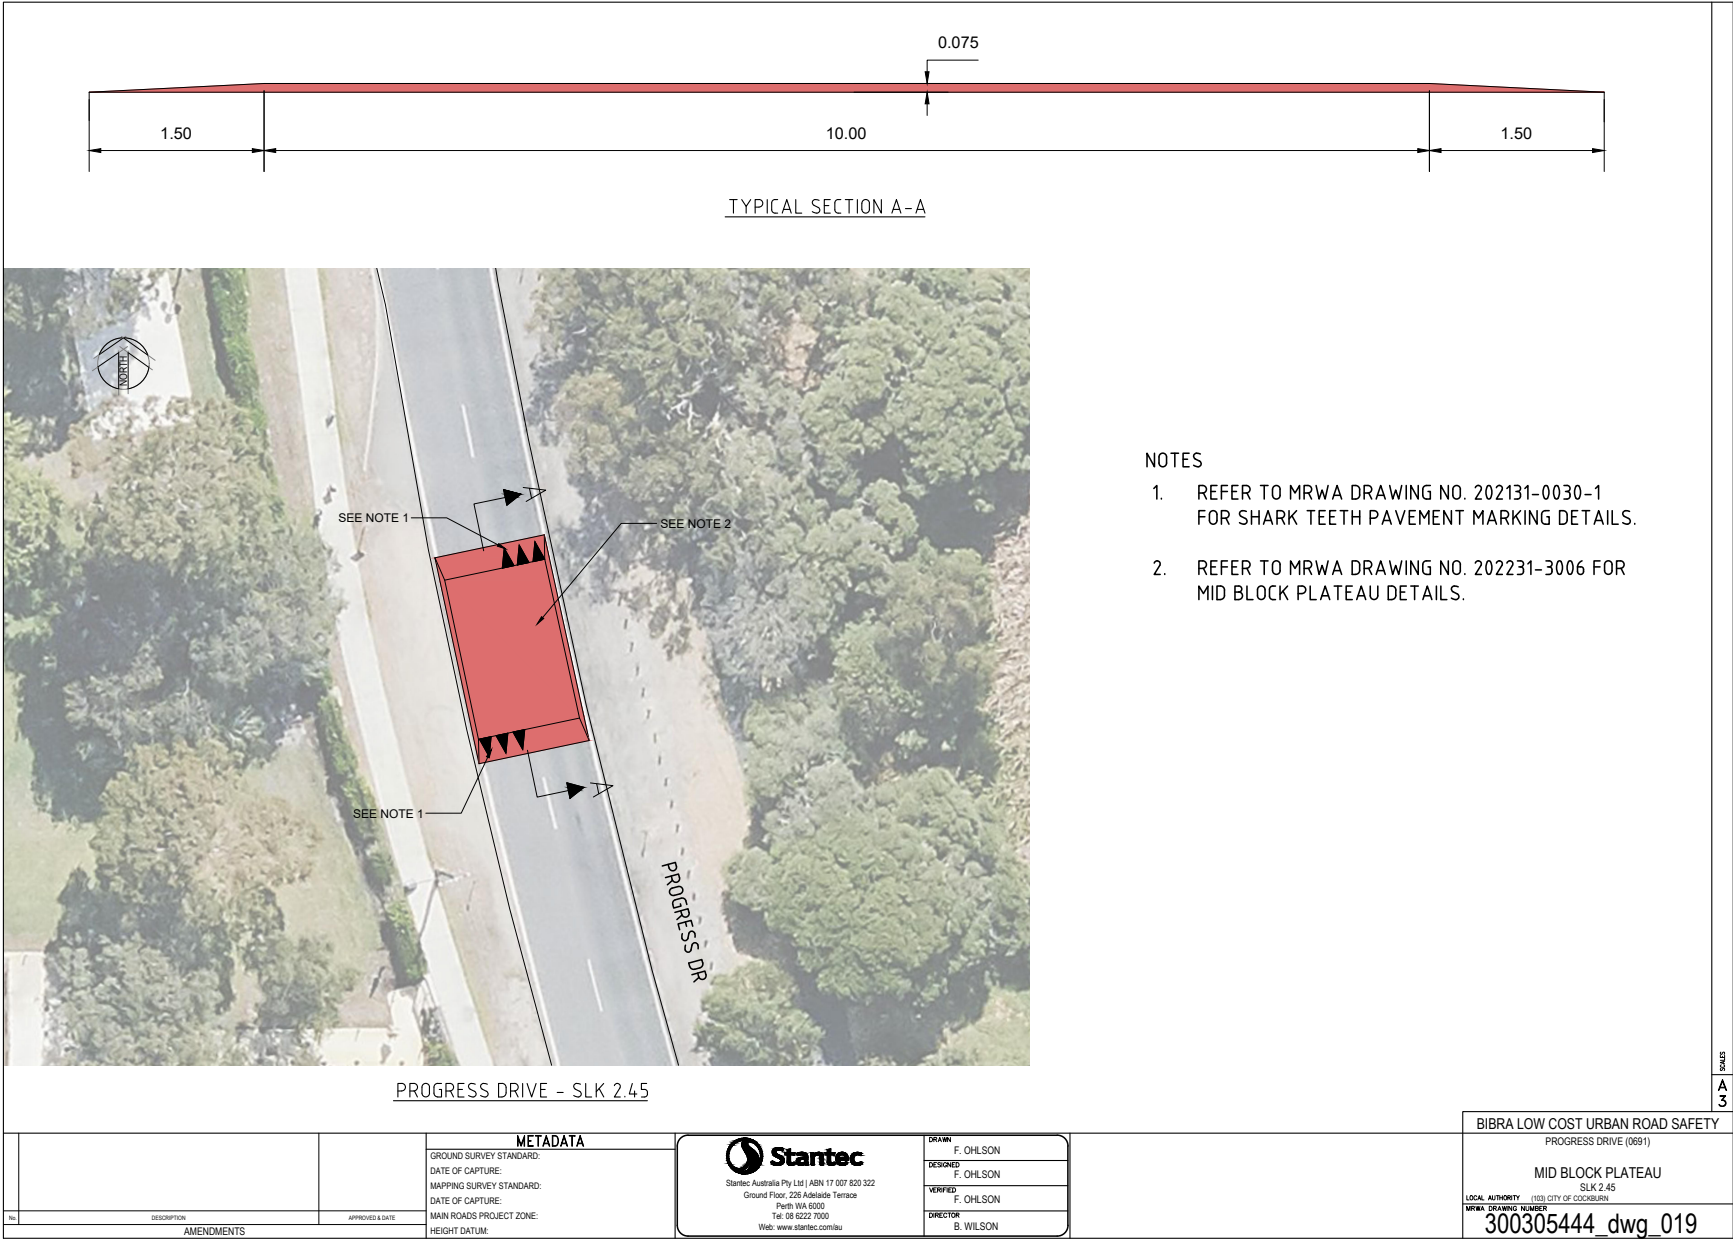 0.075
1.50
10.00
1.50
TYPICAL SECTION A-A
NORTH
A
SEE NOTE 1
SEE NOTE 2
A
SEE NOTE 1
PROGRESS DR
PROGRESS DRIVE - SLK 2.45
NOTES
1. REFER TO MRWA DRAWING NO. 202131-0030-1
FOR SHARK TEETH PAVEMENT MARKING DETAILS.
2. REFER TO MRWA DRAWING NO. 202231-3006 FOR
MID BLOCK PLATEAU DETAILS.
SCALES
A
3
No.
DESCRIPTION
APPROVED & DATE
AMENDMENTS
METADATA
GROUND SURVEY STANDARD:
DATE OF CAPTURE:
MAPPING SURVEY STANDARD:
DATE OF CAPTURE:
MAIN ROADS PROJECT ZONE:
HEIGHT DATUM:
Stantec
Stantec Australia Pty Ltd | ABN 17 007 820 322
Ground Floor, 226 Adelaide Terrace
Perth WA 6000
Tel: 08 6222 7000
Web: www.stantec.com/au
DRAWN
F. OHLSON
DESIGNED
F. OHLSON
VERIFIED
F. OHLSON
DIRECTOR
B. WILSON
BIBRA LOW COST URBAN ROAD SAFETY
PROGRESS DRIVE (0691)
MID BLOCK PLATEAU
SLK 2.45
LOCAL AUTHORITY (103) CITY OF COCKBURN
MRWA DRAWING NUMBER
300305444_dwg_019